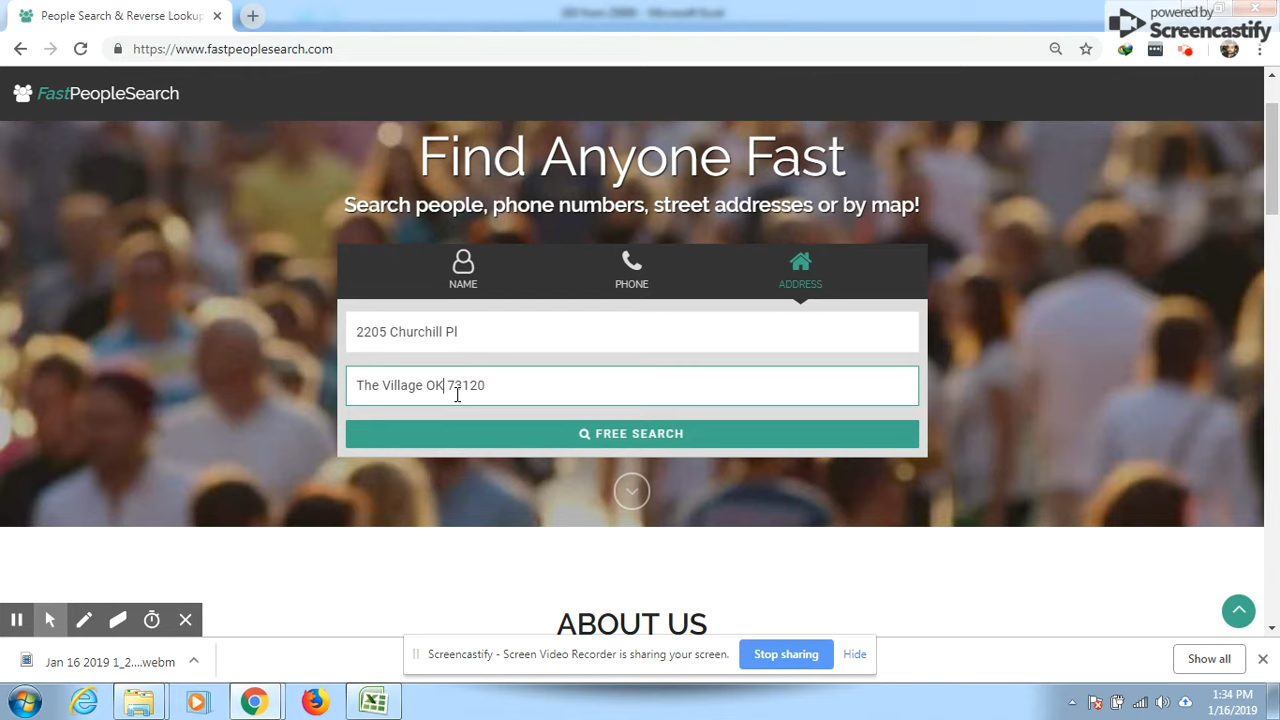 People Search & Reverse Lookup
powered by
Screencastify
https://www.fastpeoplesearch.com
FastPeopleSearch
Find Anyone Fast
Search people, phone numbers, street addresses or by map!
NAME
PHONE
ADDRESS
2205 Churchill Pl
The Village OK 73120
FREE SEARCH
ABOUT US
Screencastify - Screen Video Recorder is sharing your screen.
Stop sharing
Hide
Jan 16 2019 1_2....webm
Show all
1:34 PM
1/16/2019